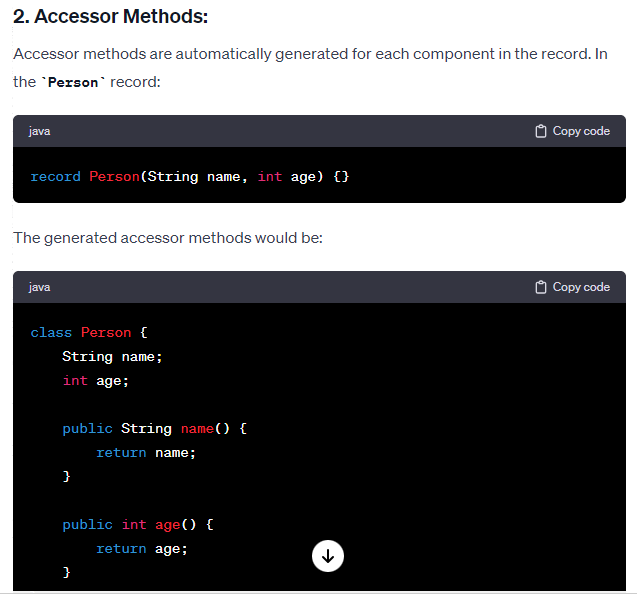 2. Accessor Methods:
Accessor methods are automatically generated for each component in the record. In
the `Person` record:
java
Copy code
record Person(String name, int age) {}
The generated accessor methods would be:
java
Copy code
class Person {
    String name;
    int age;
    public String name() {
        return name;
    }
    public int age() {
        return age;
    }